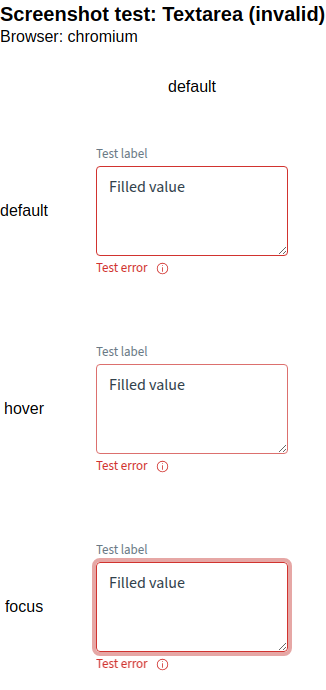 Screenshot test: Textarea (invalid)
Browser: chromium
default
Test label
default
Filled value
Test error
Test label
hover
Filled value
Test error
Test label
focus
Filled value
Test error